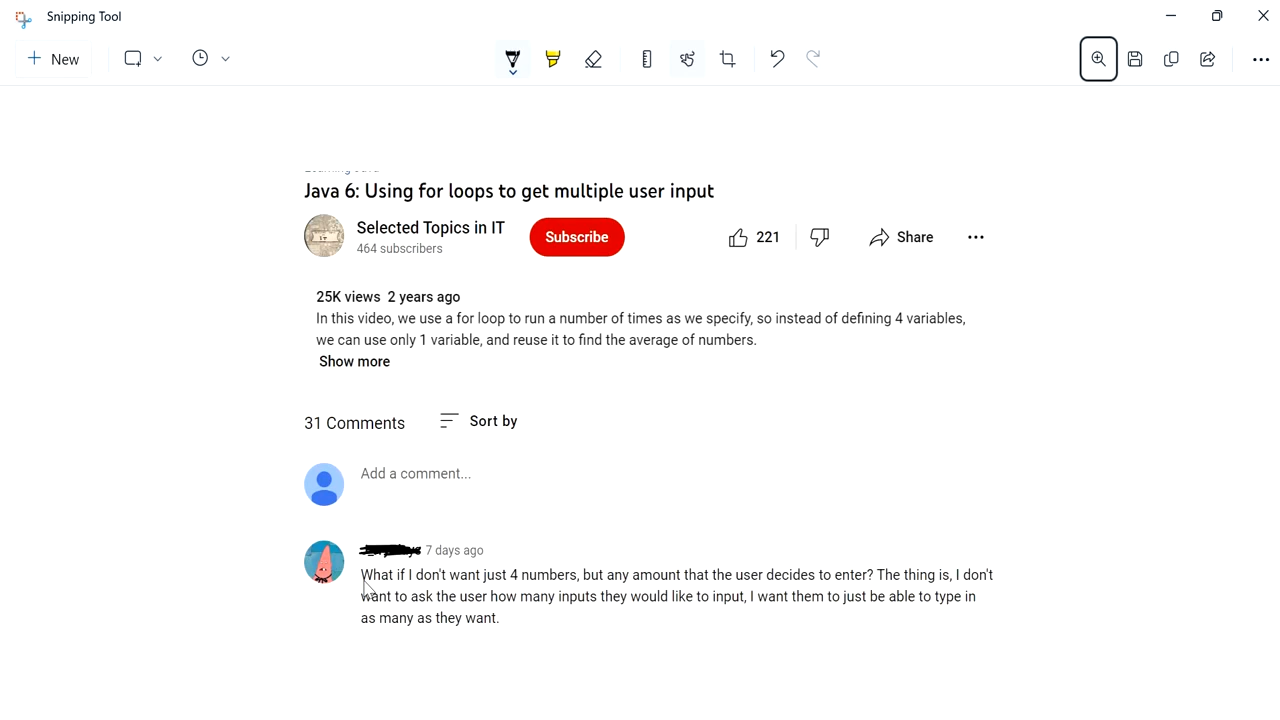 Snipping Tool
New
Java 6: Using for loops to get multiple user input
Selected Topics in IT
464 subscribers
Subscribe
221
Share
25K views 2 years ago
In this video, we use a for loop to run a number of times as we specify, so instead of defining 4 variables,
we can use only 1 variable, and reuse it to find the average of numbers.
Show more
31 Comments
Sort by
Add a comment...
7 days ago
What if I don't want just 4 numbers, but any amount that the user decides to enter? The thing is, I don't
want to ask the user how many inputs they would like to input, I want them to just be able to type in
as many as they want.